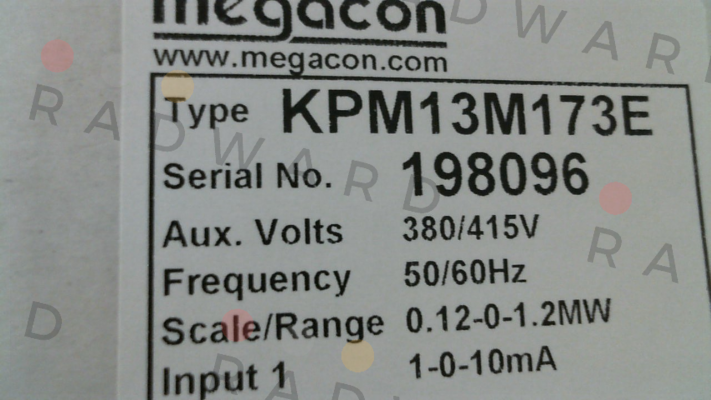 megacon
www.megacon.com
Type KPM13M173E
Serial No. 198096
Aux. Volts 380/415V
Frequency 50/60Hz
Scale/Range 0.12-0-1.2MW
Input 1 1-0-10mA
RADWARD